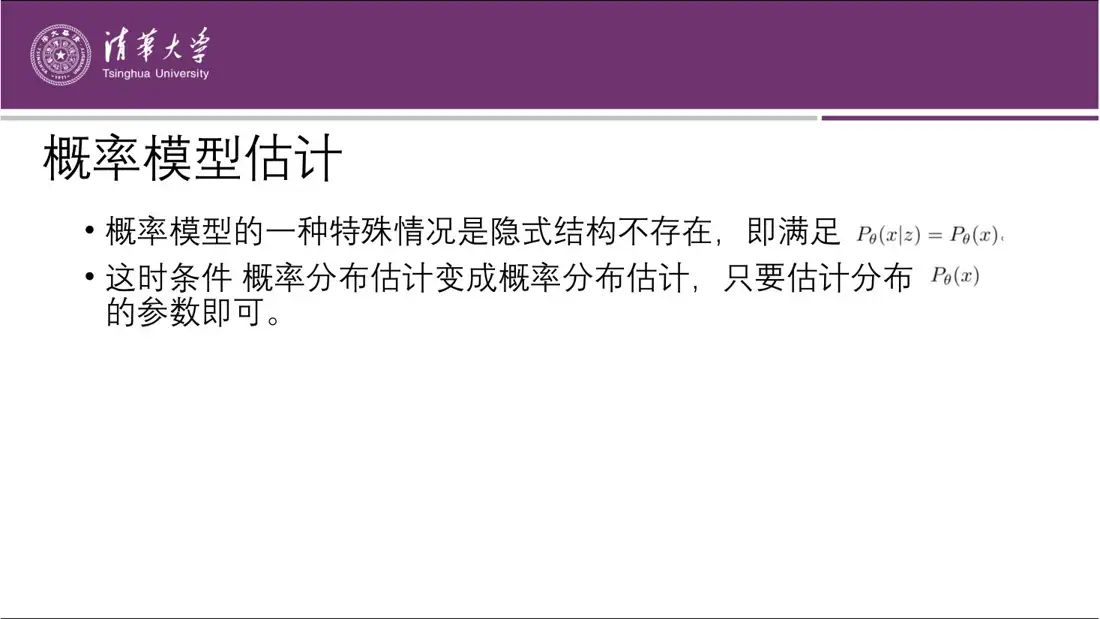 清华大学
Tsinghua University
概率模型估计
• 概率模型的一种特殊情况是隐式结构不存在，即满足 Pθ(x|z) = Pθ(x).
• 这时条件 概率分布估计变成概率分布估计，只要估计分布 Pθ(x)
的参数即可。